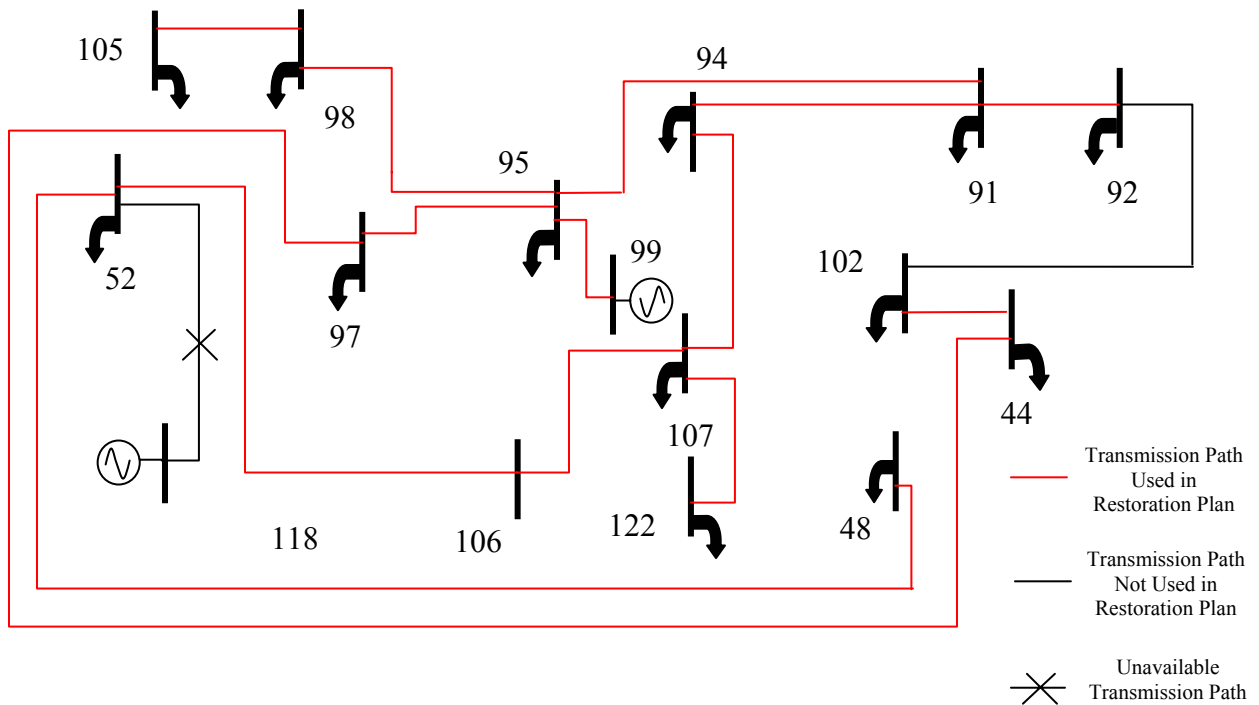 105
98
94
95
91
92
52
97
99
102
107
44
118
106
122
48
Transmission Path
Used in
Restoration Plan
Transmission Path
Not Used in
Restoration Plan
Unavailable
Transmission Path